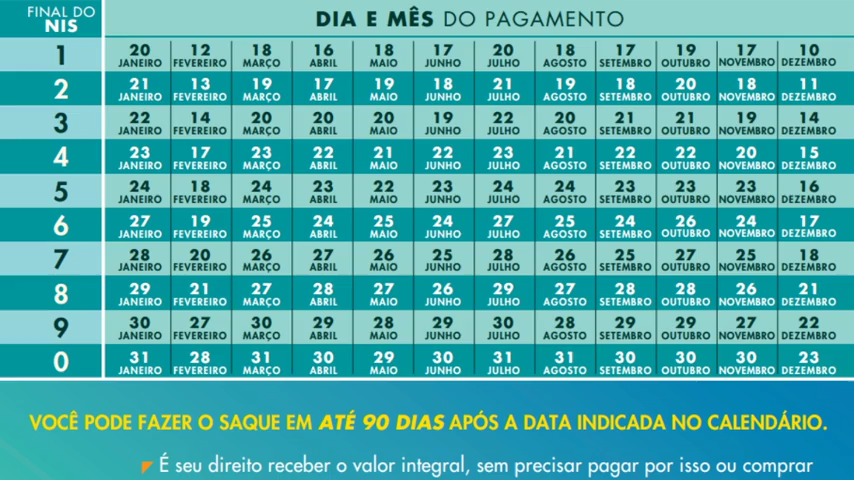 FINAL DO
NIS
DIA E MÊS DO PAGAMENTO
1 20 JANEIRO 12 FEVEREIRO 18 MARÇO 16 ABRIL 18 MAIO 17 JUNHO 20 JULHO 18 AGOSTO 17 SETEMBRO 19 OUTUBRO 17 NOVEMBRO 10 DEZEMBRO
2 21 JANEIRO 13 FEVEREIRO 19 MARÇO 17 ABRIL 19 MAIO 18 JUNHO 21 JULHO 19 AGOSTO 18 SETEMBRO 20 OUTUBRO 18 NOVEMBRO 11 DEZEMBRO
3 22 JANEIRO 14 FEVEREIRO 20 MARÇO 20 ABRIL 20 MAIO 19 JUNHO 22 JULHO 20 AGOSTO 21 SETEMBRO 21 OUTUBRO 19 NOVEMBRO 14 DEZEMBRO
4 23 JANEIRO 17 FEVEREIRO 23 MARÇO 22 ABRIL 21 MAIO 22 JUNHO 23 JULHO 21 AGOSTO 22 SETEMBRO 22 OUTUBRO 20 NOVEMBRO 15 DEZEMBRO
5 24 JANEIRO 18 FEVEREIRO 24 MARÇO 23 ABRIL 22 MAIO 23 JUNHO 24 JULHO 24 AGOSTO 23 SETEMBRO 23 OUTUBRO 23 NOVEMBRO 16 DEZEMBRO
6 27 JANEIRO 19 FEVEREIRO 25 MARÇO 24 ABRIL 25 MAIO 24 JUNHO 27 JULHO 25 AGOSTO 24 SETEMBRO 26 OUTUBRO 24 NOVEMBRO 17 DEZEMBRO
7 28 JANEIRO 20 FEVEREIRO 26 MARÇO 27 ABRIL 26 MAIO 25 JUNHO 28 JULHO 26 AGOSTO 25 SETEMBRO 27 OUTUBRO 25 NOVEMBRO 18 DEZEMBRO
8 29 JANEIRO 21 FEVEREIRO 27 MARÇO 28 ABRIL 27 MAIO 26 JUNHO 29 JULHO 27 AGOSTO 28 SETEMBRO 28 OUTUBRO 26 NOVEMBRO 21 DEZEMBRO
9 30 JANEIRO 27 FEVEREIRO 30 MARÇO 29 ABRIL 28 MAIO 29 JUNHO 30 JULHO 28 AGOSTO 29 SETEMBRO 29 OUTUBRO 27 NOVEMBRO 22 DEZEMBRO
0 31 JANEIRO 28 FEVEREIRO 31 MARÇO 30 ABRIL 29 MAIO 30 JUNHO 31 JULHO 31 AGOSTO 30 SETEMBRO 30 OUTUBRO 30 NOVEMBRO 23 DEZEMBRO
VOCÊ PODE FAZER O SAQUE EM ATÉ 90 DIAS APÓS A DATA INDICADA NO CALENDÁRIO.
É seu direito receber o valor integral, sem precisar pagar por isso ou comprar